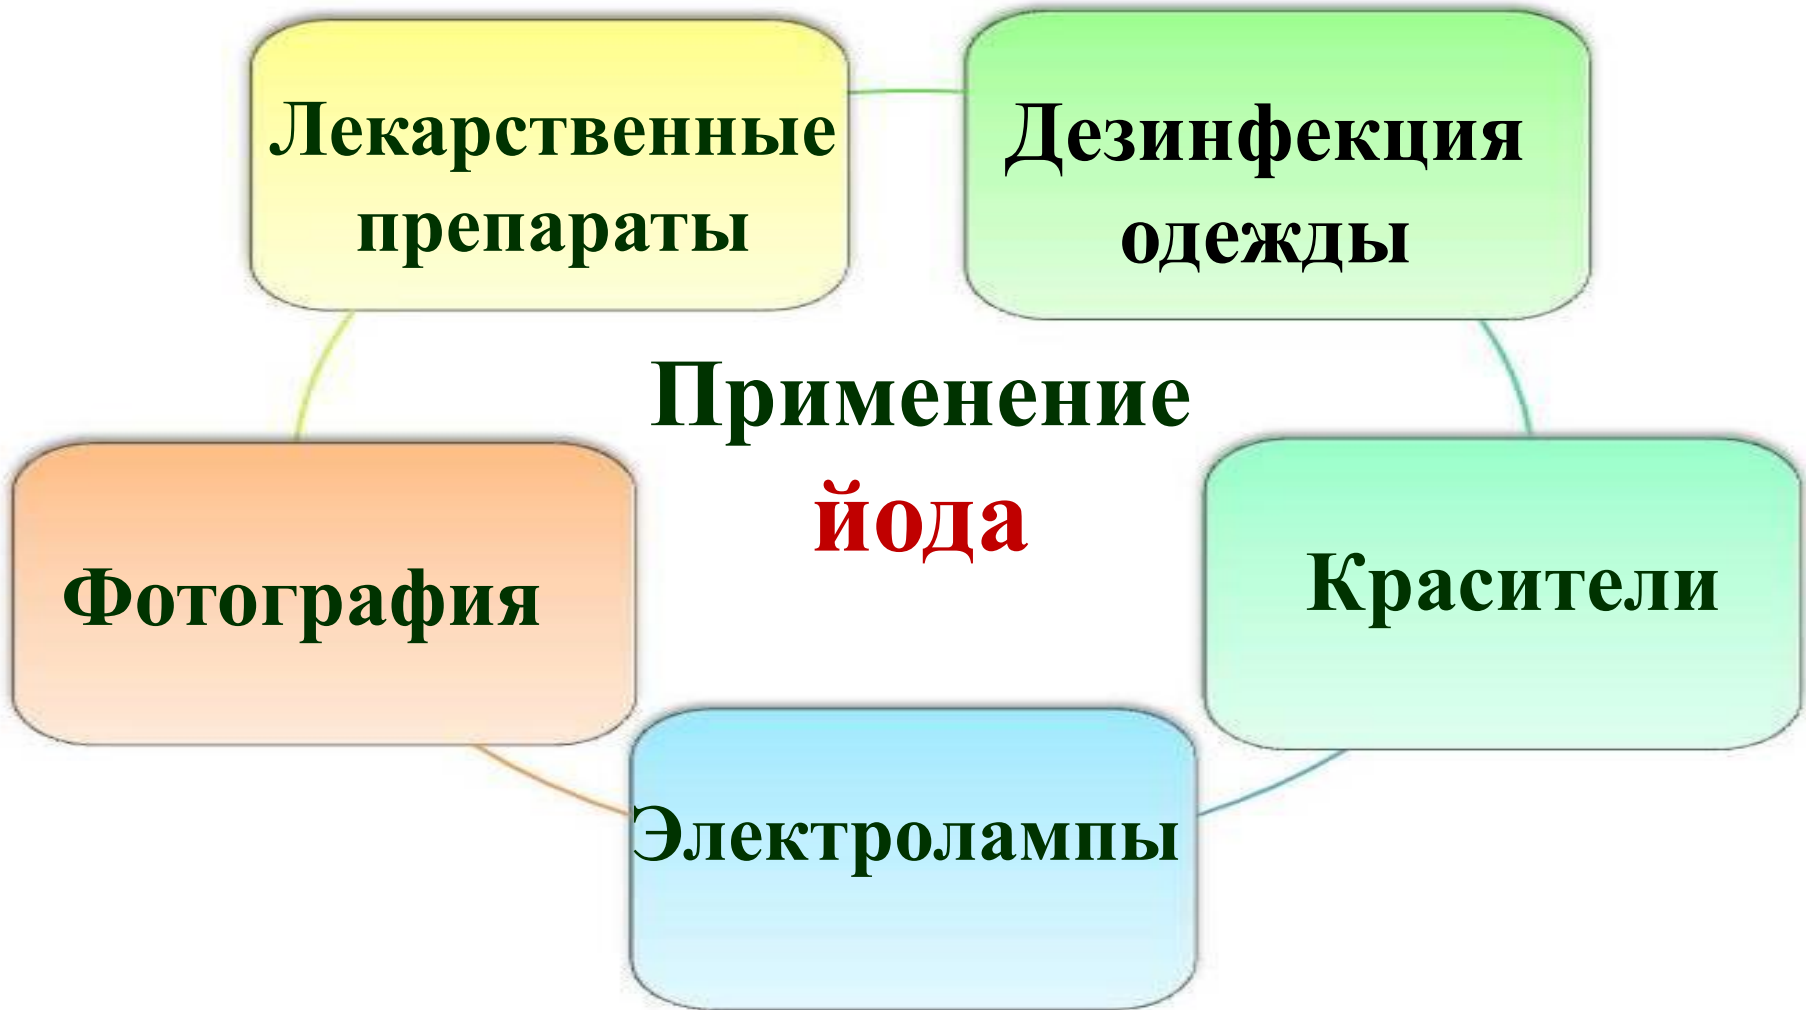 Лекарственные
препараты
Дезинфекция
одежды
Применение
йода
Фотография
Красители
Электролампы